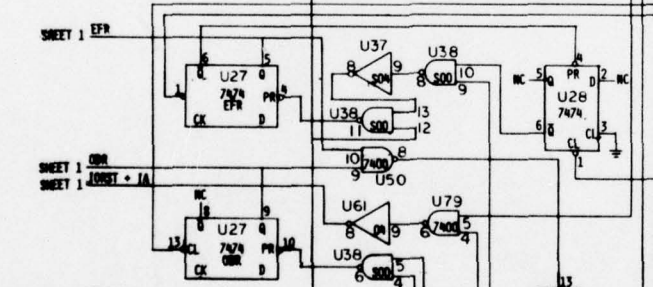 SHEET 1 EFR
6 5
Q Q
U27
7474
EFR
1
PR 4
CK D
U37
8 S04 9
U38
8 S00 10
9
U38
11 S00 13
12
10 7400 8
9
U50
4
PR
NC 5 Q D 2 NC
U28
7474
6 Q CL 3
CL
1
SHEET 1 OBR
SHEET 1 IORST + IA
NC
8 9
Q Q
U27
7474
OBR
13 CL
PR 10
CK D
U61
8 04 9
U79
6 7400 5
4
U38
6 S00 5
4
13